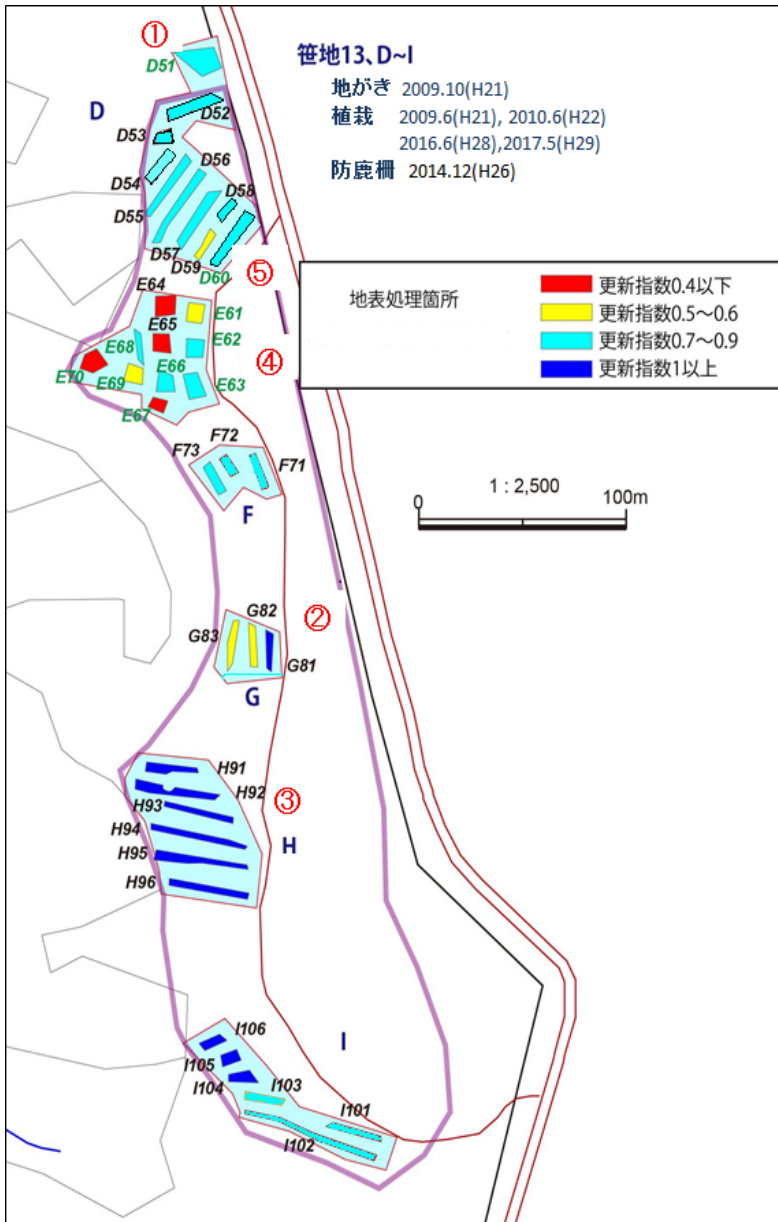 ①
D51
笹地13、D~I
地がき 2009.10(H21)
植栽 2009.6(H21), 2010.6(H22)
2016.6(H28),2017.5(H29)
防鹿柵 2014.12(H26)
D
D52
D53
D56
D54
D58
D55
D57
D59
D60
⑤
地表処理箇所
更新指数0.4以下
更新指数0.5～0.6
更新指数0.7～0.9
更新指数1以上
E64
E61
E65
E62
E68
E66
E63
E70
E69
E67
④
F72
F73
F71
F
0
1 : 2,500
100m
G82
G83
G81
G
②
H91
H92
H93
③
H94
H
H95
H96
I106
I
I105
I104
I103
I101
I102